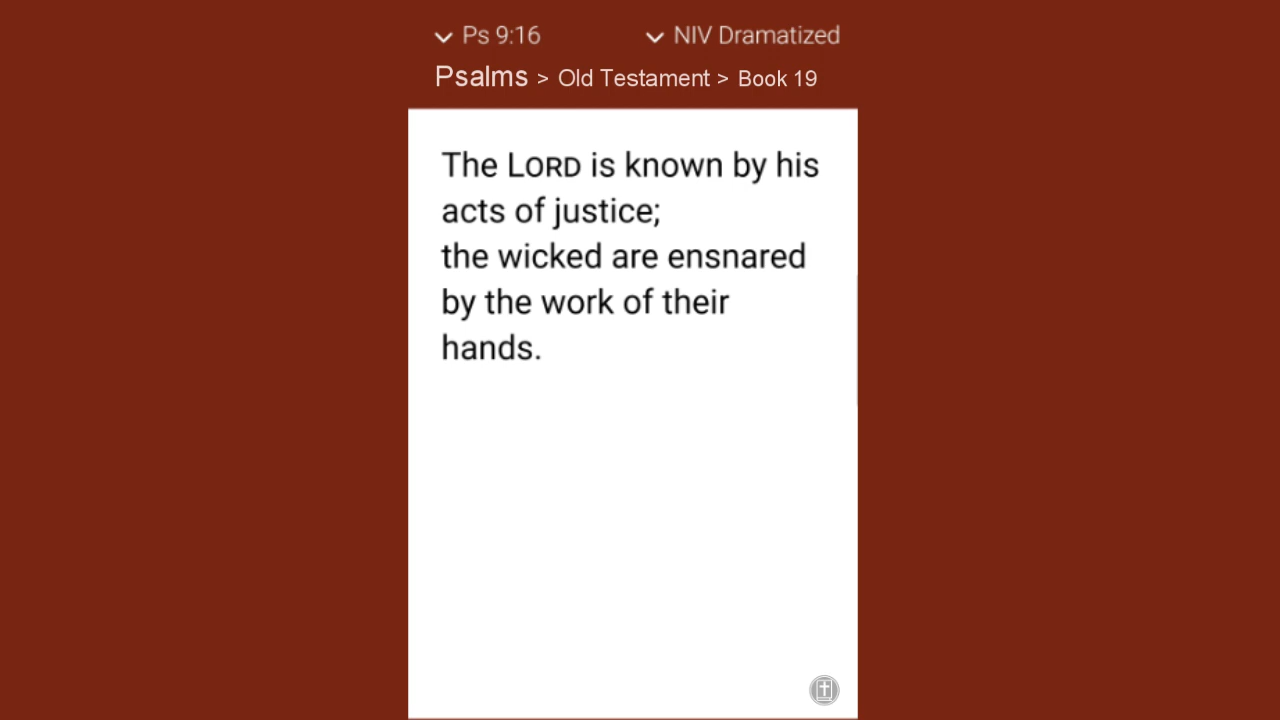 Ps 9:16 NIV Dramatized
Psalms > Old Testament > Book 19
The LORD is known by his
acts of justice;
the wicked are ensnared
by the work of their
hands.